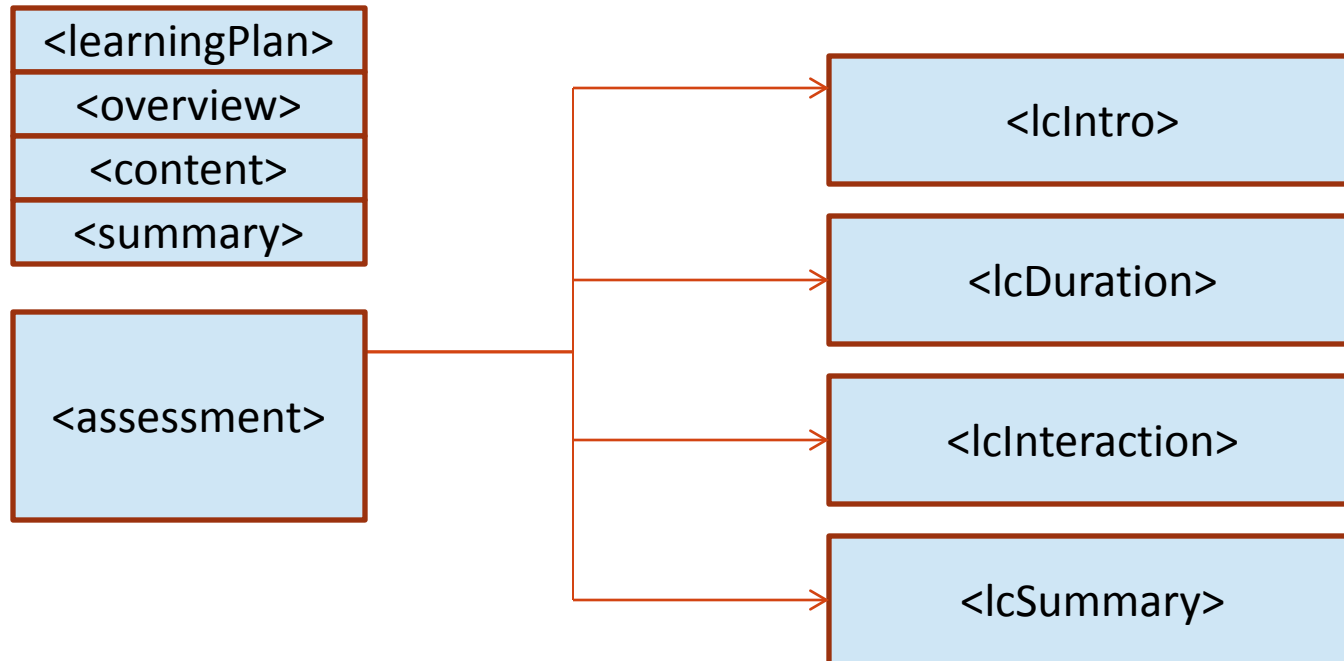 <learningPlan>
<overview>
<content>
<summary>
<assessment>
<lcIntro>
<lcDuration>
<lcInteraction>
<lcSummary>